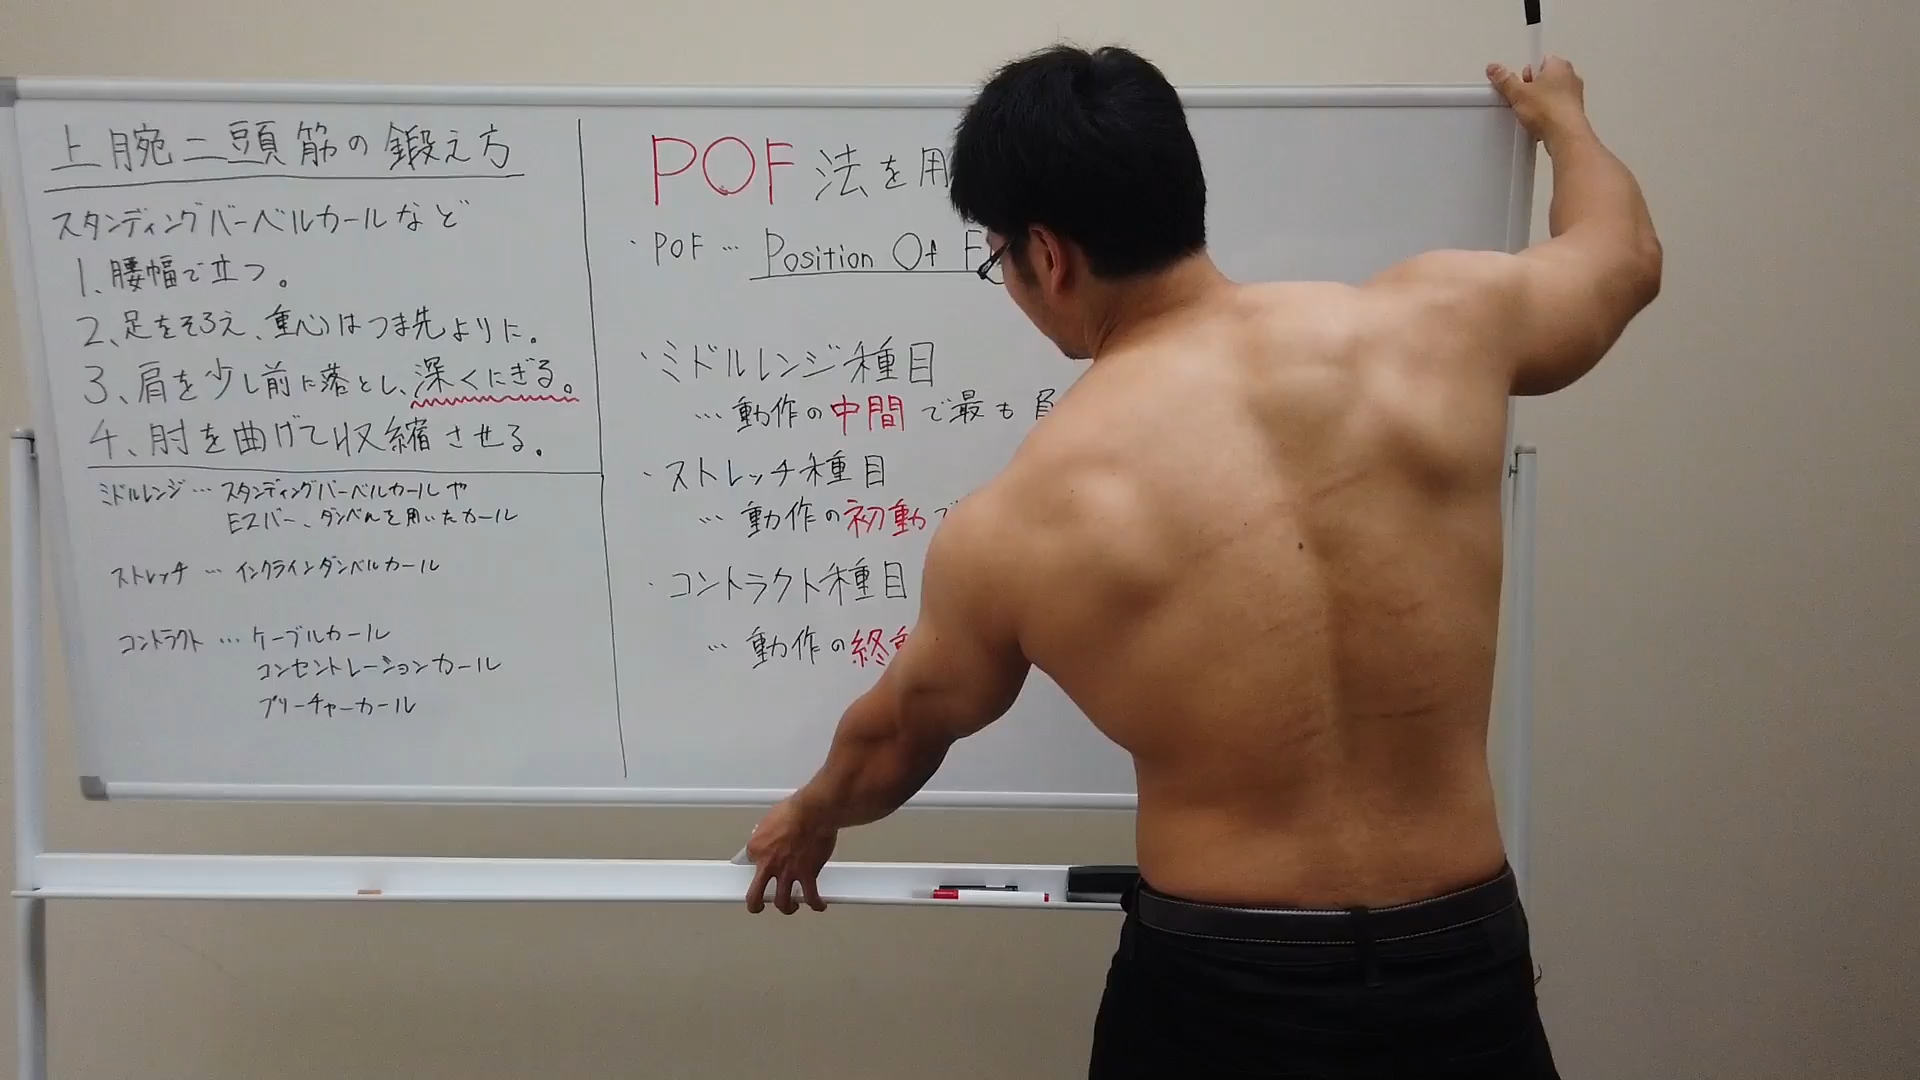 上腕二頭筋の鍛え方
スタンディングバーベルカールなど
1、腰幅で立つ。
2、足をそろえ、重心はつま先よりに。
3、肩を少し前に落とし、深くにぎる。
4、肘を曲げて収縮させる。
ミドルレンジ … スタンディングバーベルカールや
Eスバー、ダンベルを用いたカール
ストレッチ … インクラインダンベルカール
コントラクト … ケーブルカール
コンセントレーションカール
プリーチャーカール
POF 法を用
・POF … Position Of F
・ミドルレンジ種目
… 動作の中間で最も負
・ストレッチ種目
… 動作の初動で
・コントラクト種目
… 動作の終動